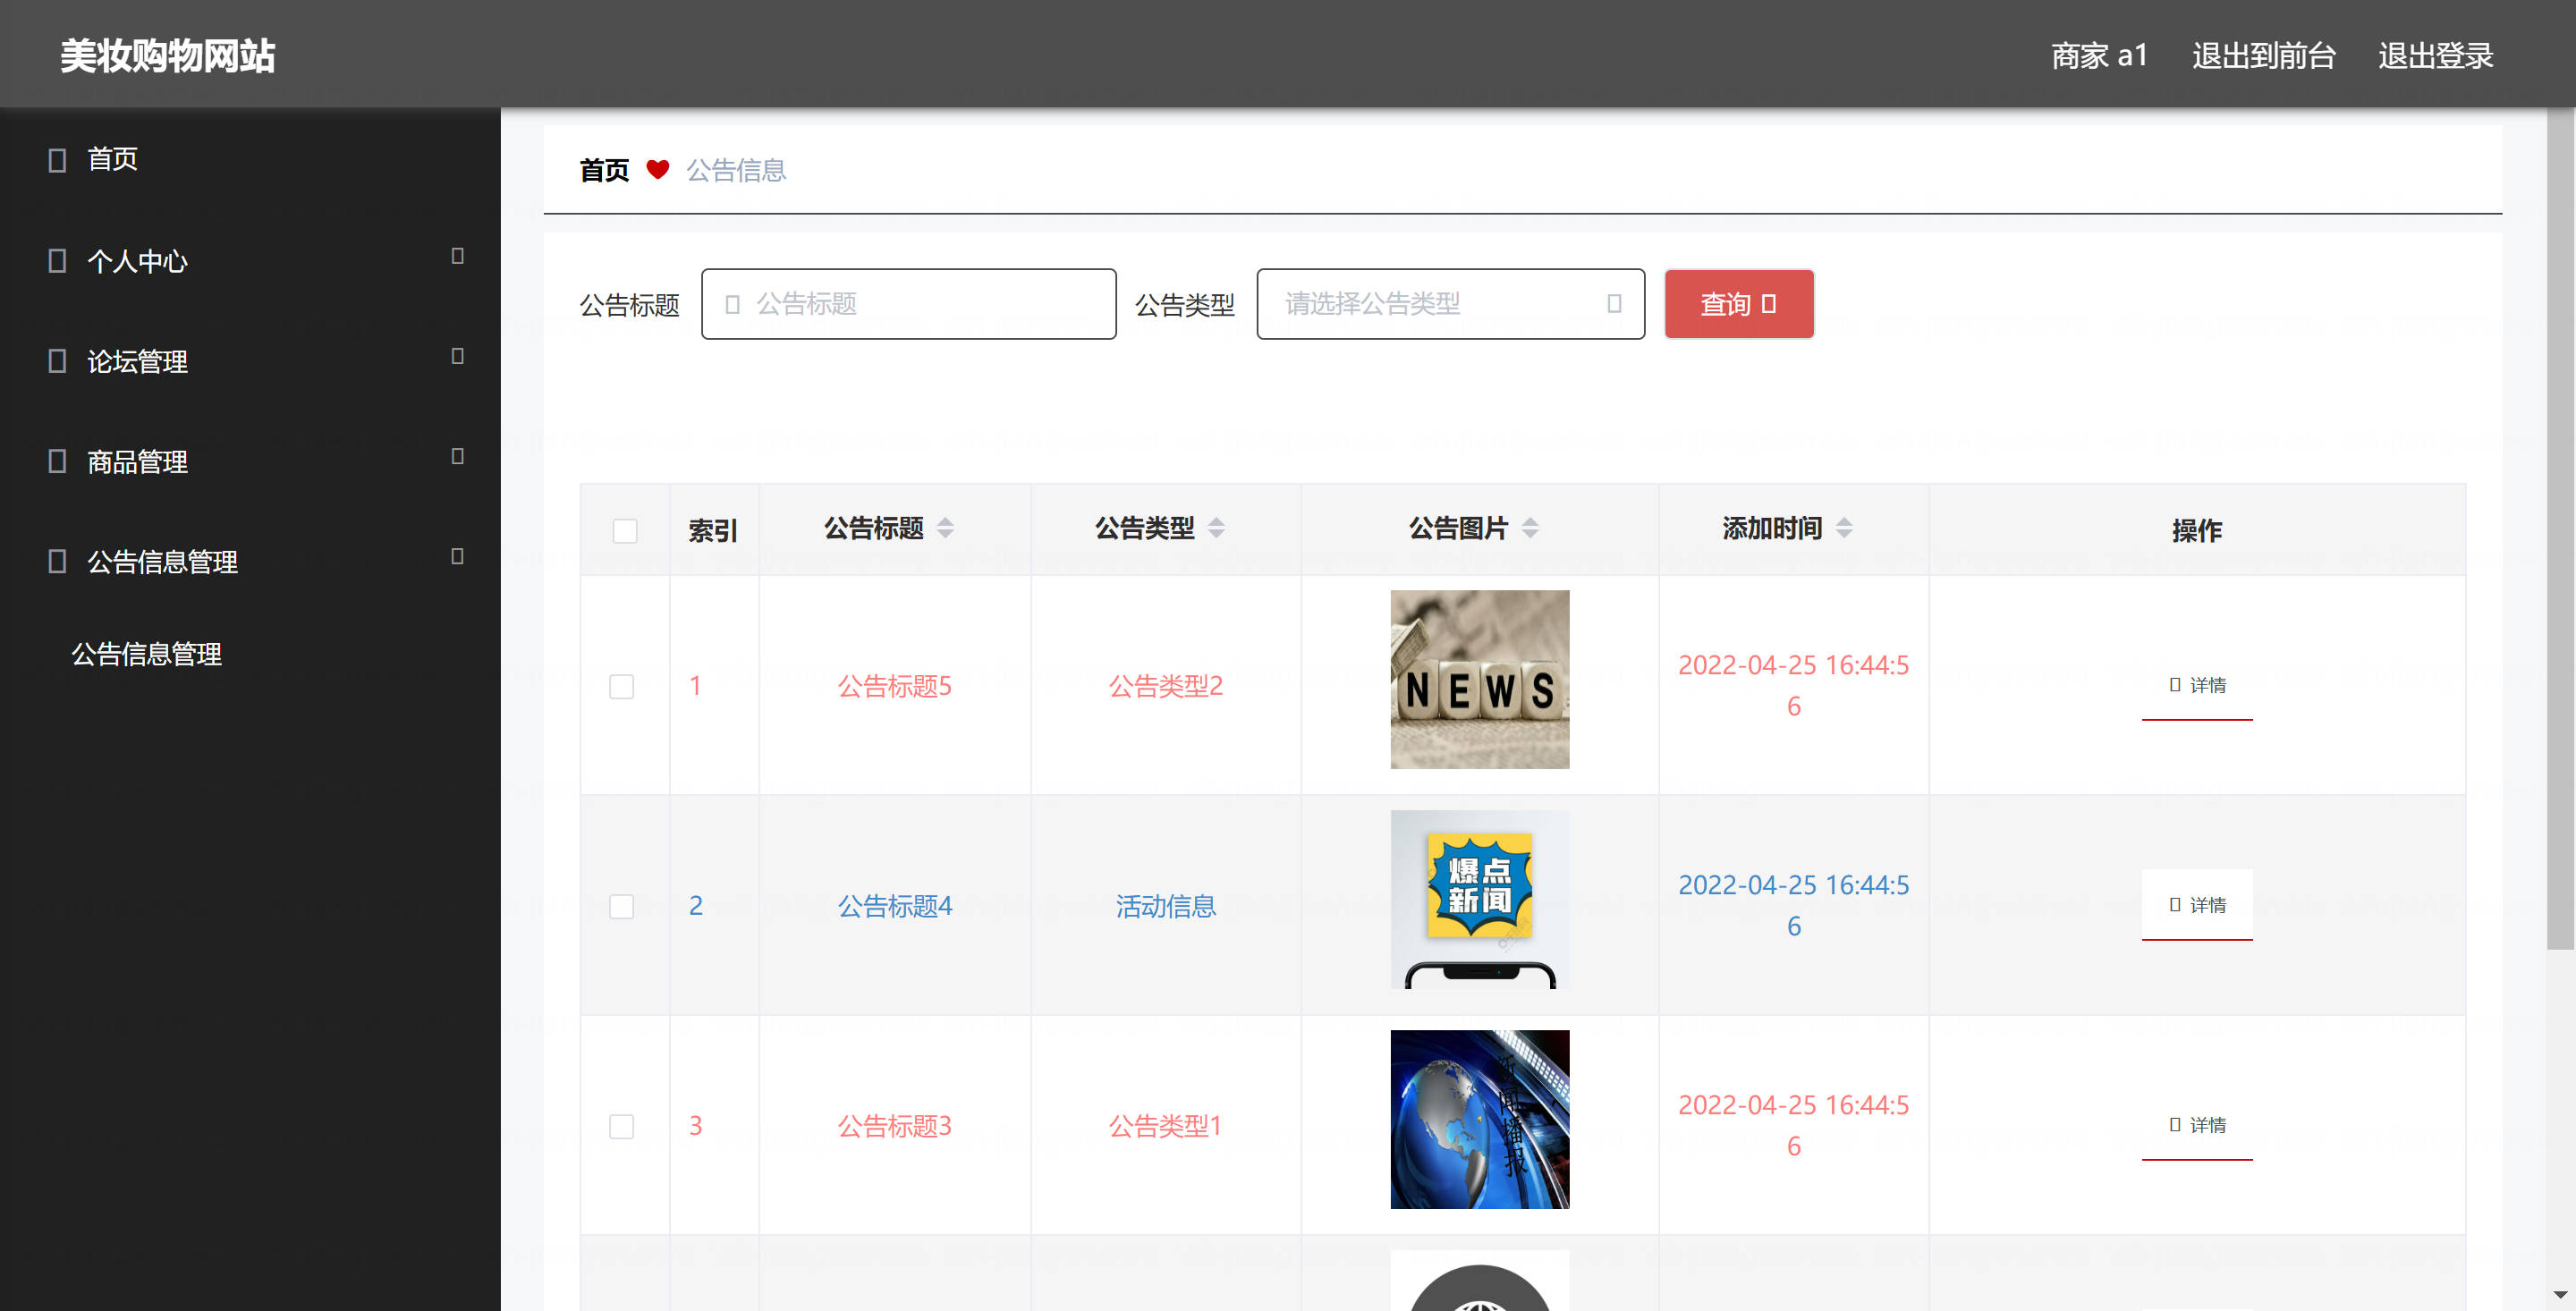 美妆购物网站
商家 a1 退出到前台 退出登录
首页
个人中心
论坛管理
商品管理
公告信息管理
公告信息管理
首页 公告信息
公告标题 公告标题 公告类型 请选择公告类型 查询
索引 公告标题 公告类型 公告图片 添加时间 操作
1 公告标题5 公告类型2 NEWS 2022-04-25 16:44:5
6
详情
2 公告标题4 活动信息 爆点
新闻
2022-04-25 16:44:5
6
详情
3 公告标题3 公告类型1 新闻播报 2022-04-25 16:44:5
6
详情